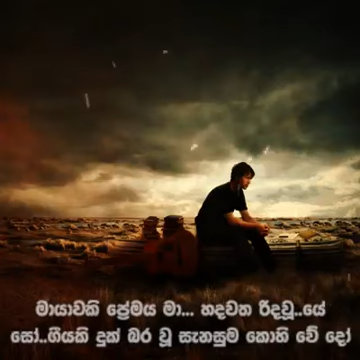 මායාවකි ප්‍රේමය මා... හදවත රිදවූ..යේ
සෝ..ගීයකි දුක් බර වූ සැනසුම කොහි වේ දෝ